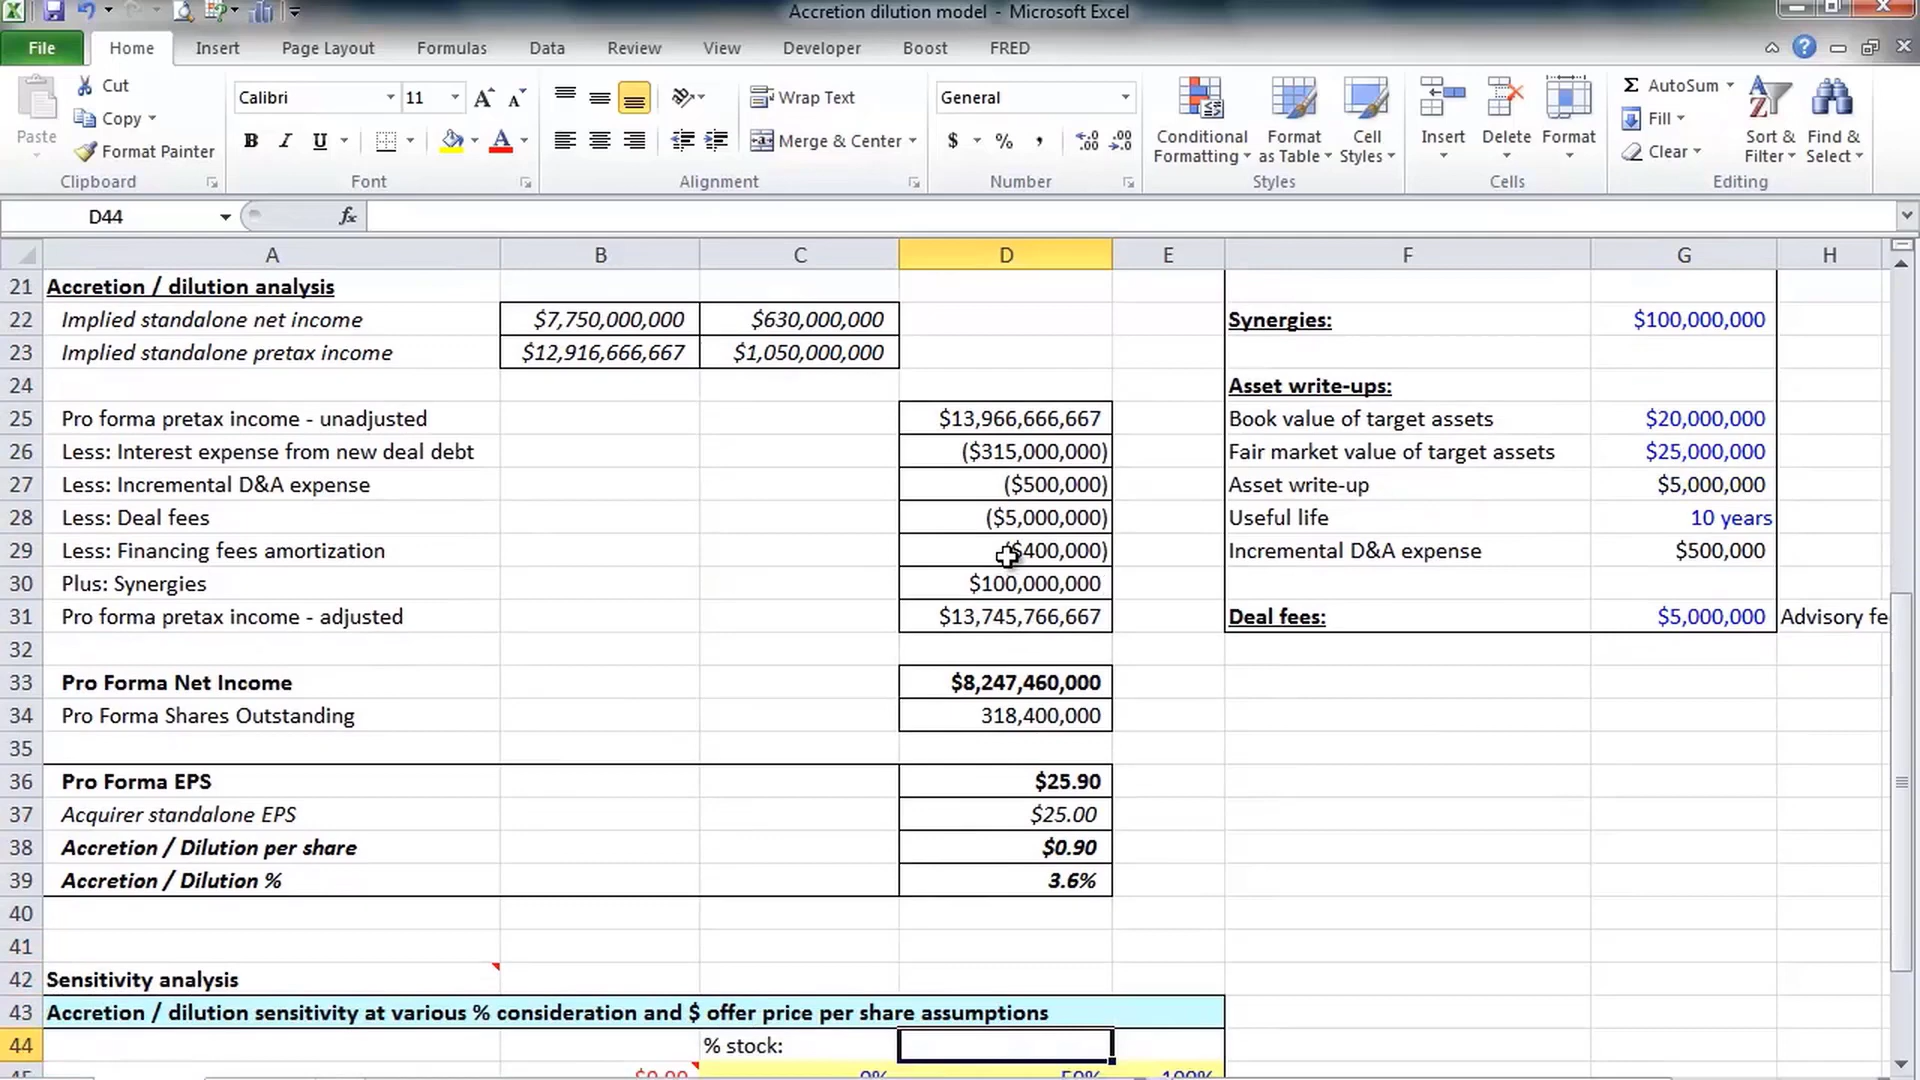 Accretion dilution model - Microsoft Excel
File Home Insert Page Layout Formulas Data Review View Developer Boost FRED
Paste Cut Copy Format Painter
Calibri 11
B I U
Wrap Text
Merge & Center
General
$ % ,
Conditional Formatting Format as Table Cell Styles
Insert Delete Format
AutoSum Fill Clear
Sort & Filter Find & Select
Clipboard Font Alignment Number Styles Cells Editing
D44 fx
A B C D E F G H
21 Accretion / dilution analysis
22 Implied standalone net income $7,750,000,000 $630,000,000 Synergies: $100,000,000
23 Implied standalone pretax income $12,916,666,667 $1,050,000,000
24 Asset write-ups:
25 Pro forma pretax income - unadjusted $13,966,666,667 Book value of target assets $20,000,000
26 Less: Interest expense from new deal debt ($315,000,000) Fair market value of target assets $25,000,000
27 Less: Incremental D&A expense ($500,000) Asset write-up $5,000,000
28 Less: Deal fees ($5,000,000) Useful life 10 years
29 Less: Financing fees amortization ($400,000) Incremental D&A expense $500,000
30 Plus: Synergies $100,000,000
31 Pro forma pretax income - adjusted $13,745,766,667 Deal fees: $5,000,000 Advisory fe
32
33 Pro Forma Net Income $8,247,460,000
34 Pro Forma Shares Outstanding 318,400,000
35
36 Pro Forma EPS $25.90
37 Acquirer standalone EPS $25.00
38 Accretion / Dilution per share $0.90
39 Accretion / Dilution % 3.6%
40
41
42 Sensitivity analysis
43 Accretion / dilution sensitivity at various % consideration and $ offer price per share assumptions
44 % stock:
45 $0.90 0% 50% 100%